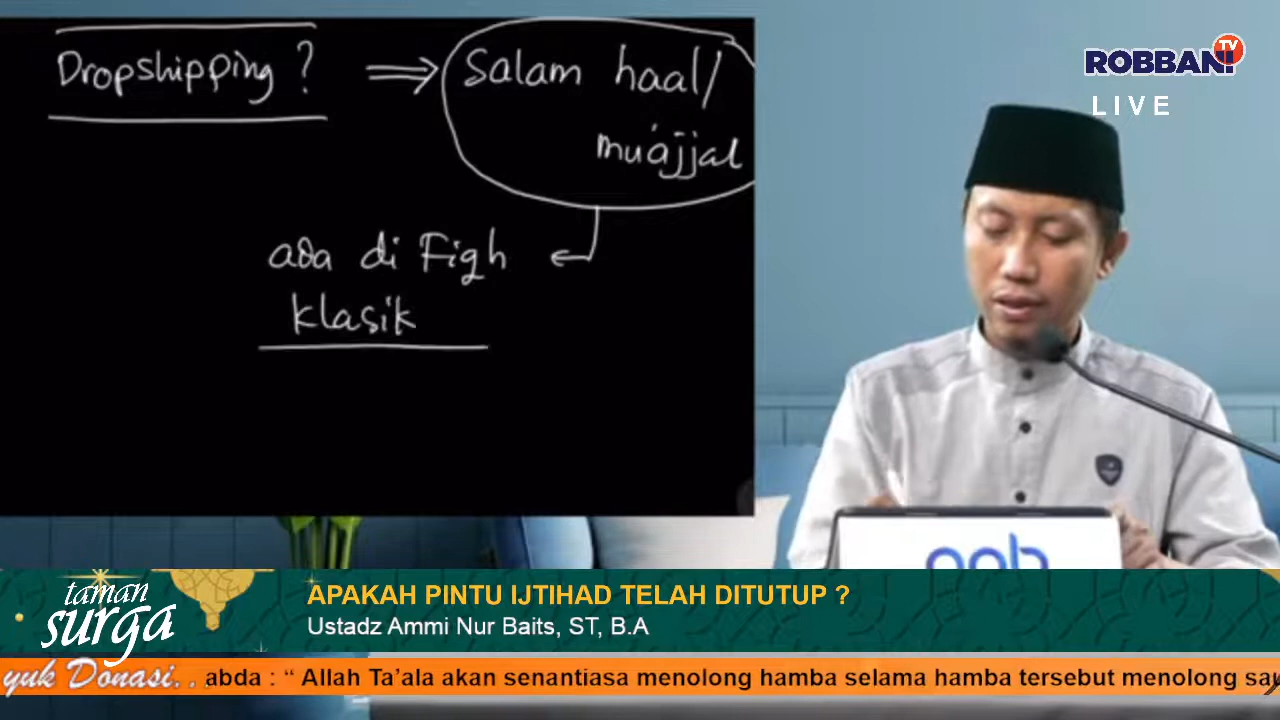 Dropshipping ? ⇒ Salam haal/
mu'ajjal
ada di Fiqh
klasik
ROBBANI TV
LIVE
taman
surga
APAKAH PINTU IJTIHAD TELAH DITUTUP ?
Ustadz Ammi Nur Baits, ST, B.A
yuk Donasi. . .
abda : “ Allah Ta’ala akan senantiasa menolong hamba selama hamba tersebut menolong